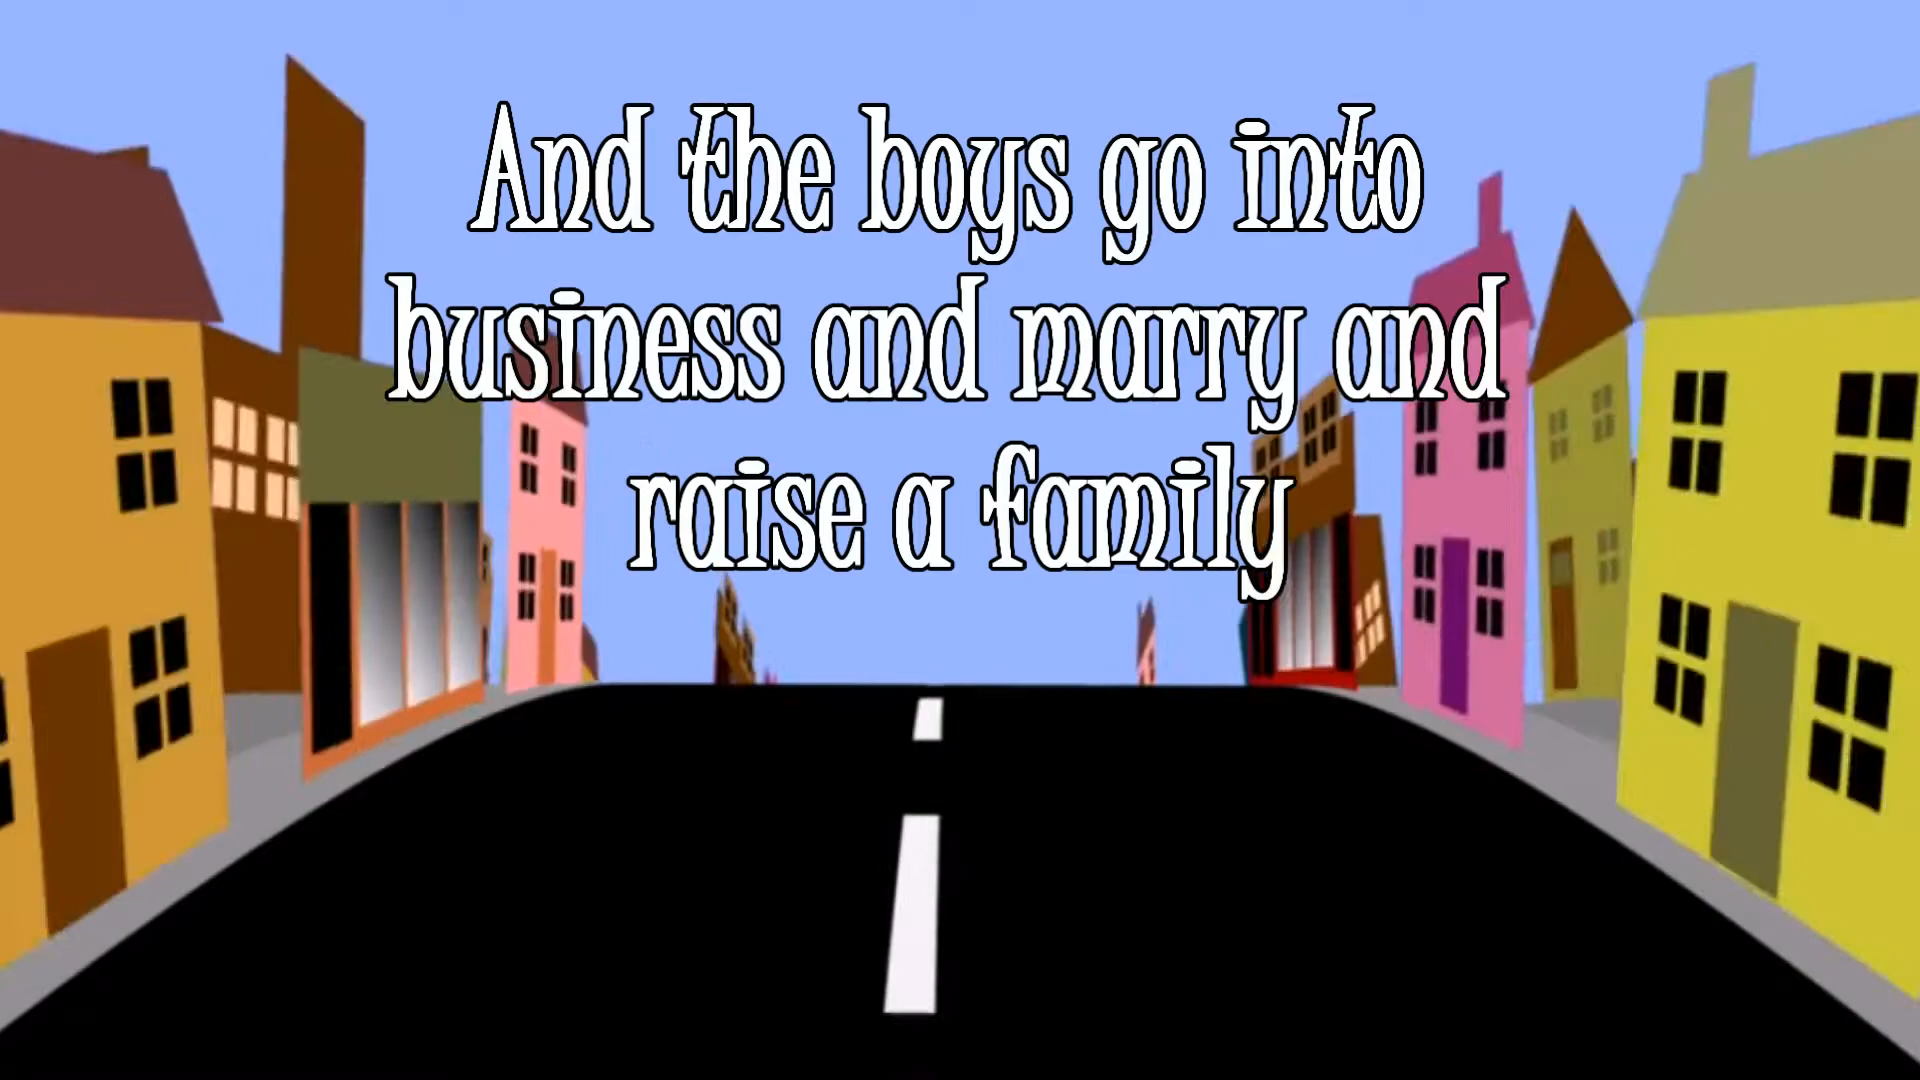 And the boys go into
business and marry and
raise a family